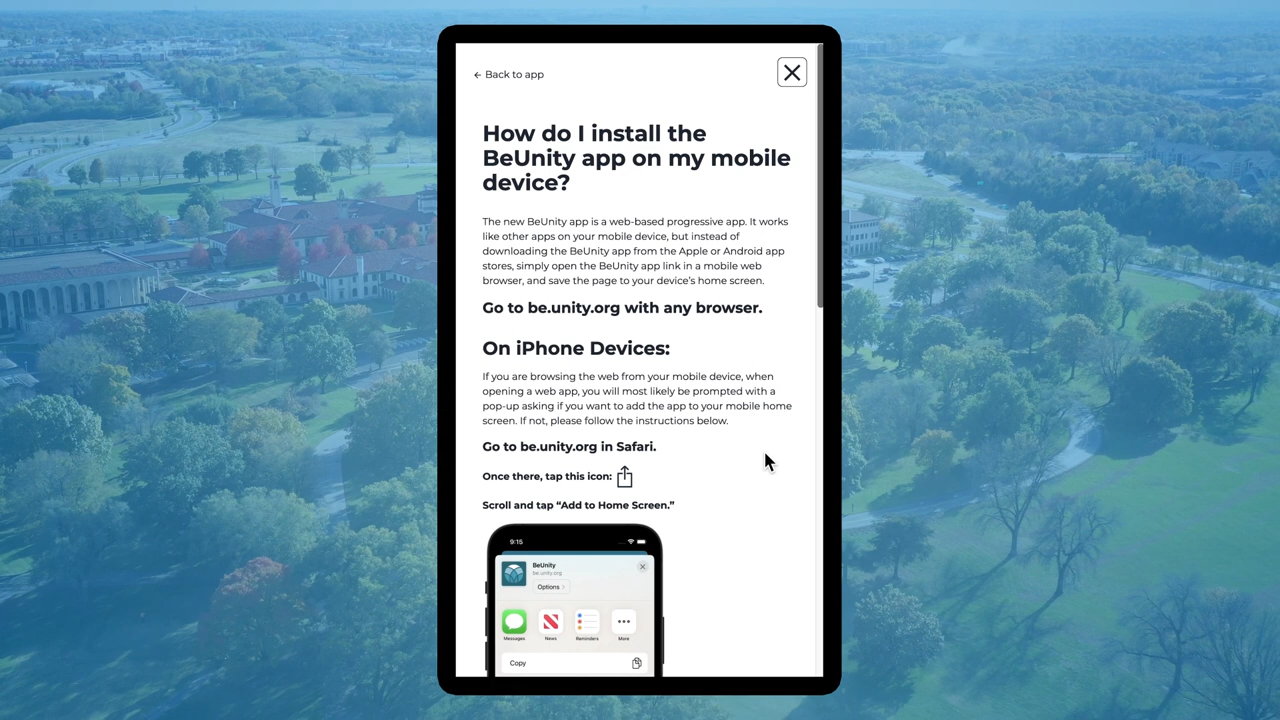 ← Back to app
How do I install the
BeUnity app on my mobile
device?
The new BeUnity app is a web-based progressive app. It works
like other apps on your mobile device, but instead of
downloading the BeUnity app from the Apple or Android app
stores, simply open the BeUnity app link in a mobile web
browser, and save the page to your device's home screen.
Go to be.unity.org with any browser.
On iPhone Devices:
If you are browsing the web from your mobile device, when
opening a web app, you will most likely be prompted with a
pop-up asking if you want to add the app to your mobile home
screen. If not, please follow the instructions below.
Go to be.unity.org in Safari.
Once there, tap this icon:
Scroll and tap “Add to Home Screen.”
9:15
BeUnity
be.unity.org
Options >
Messages News Reminders More
Copy